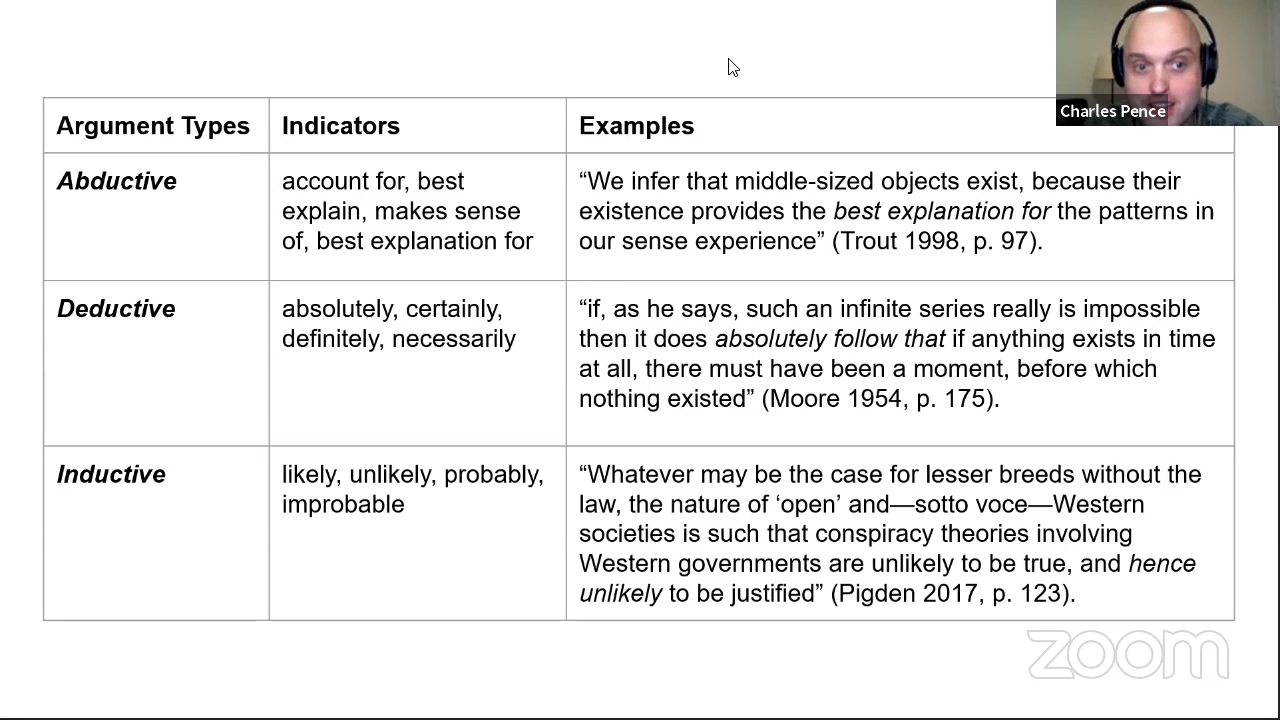 Charles Pence
Argument Types
Indicators
Examples
Abductive
account for, best
explain, makes sense
of, best explanation for
“We infer that middle-sized objects exist, because their
existence provides the best explanation for the patterns in
our sense experience” (Trout 1998, p. 97).
Deductive
absolutely, certainly,
definitely, necessarily
“if, as he says, such an infinite series really is impossible
then it does absolutely follow that if anything exists in time
at all, there must have been a moment, before which
nothing existed” (Moore 1954, p. 175).
Inductive
likely, unlikely, probably,
improbable
“Whatever may be the case for lesser breeds without the
law, the nature of ‘open’ and—sotto voce—Western
societies is such that conspiracy theories involving
Western governments are unlikely to be true, and hence
unlikely to be justified” (Pigden 2017, p. 123).
zoom